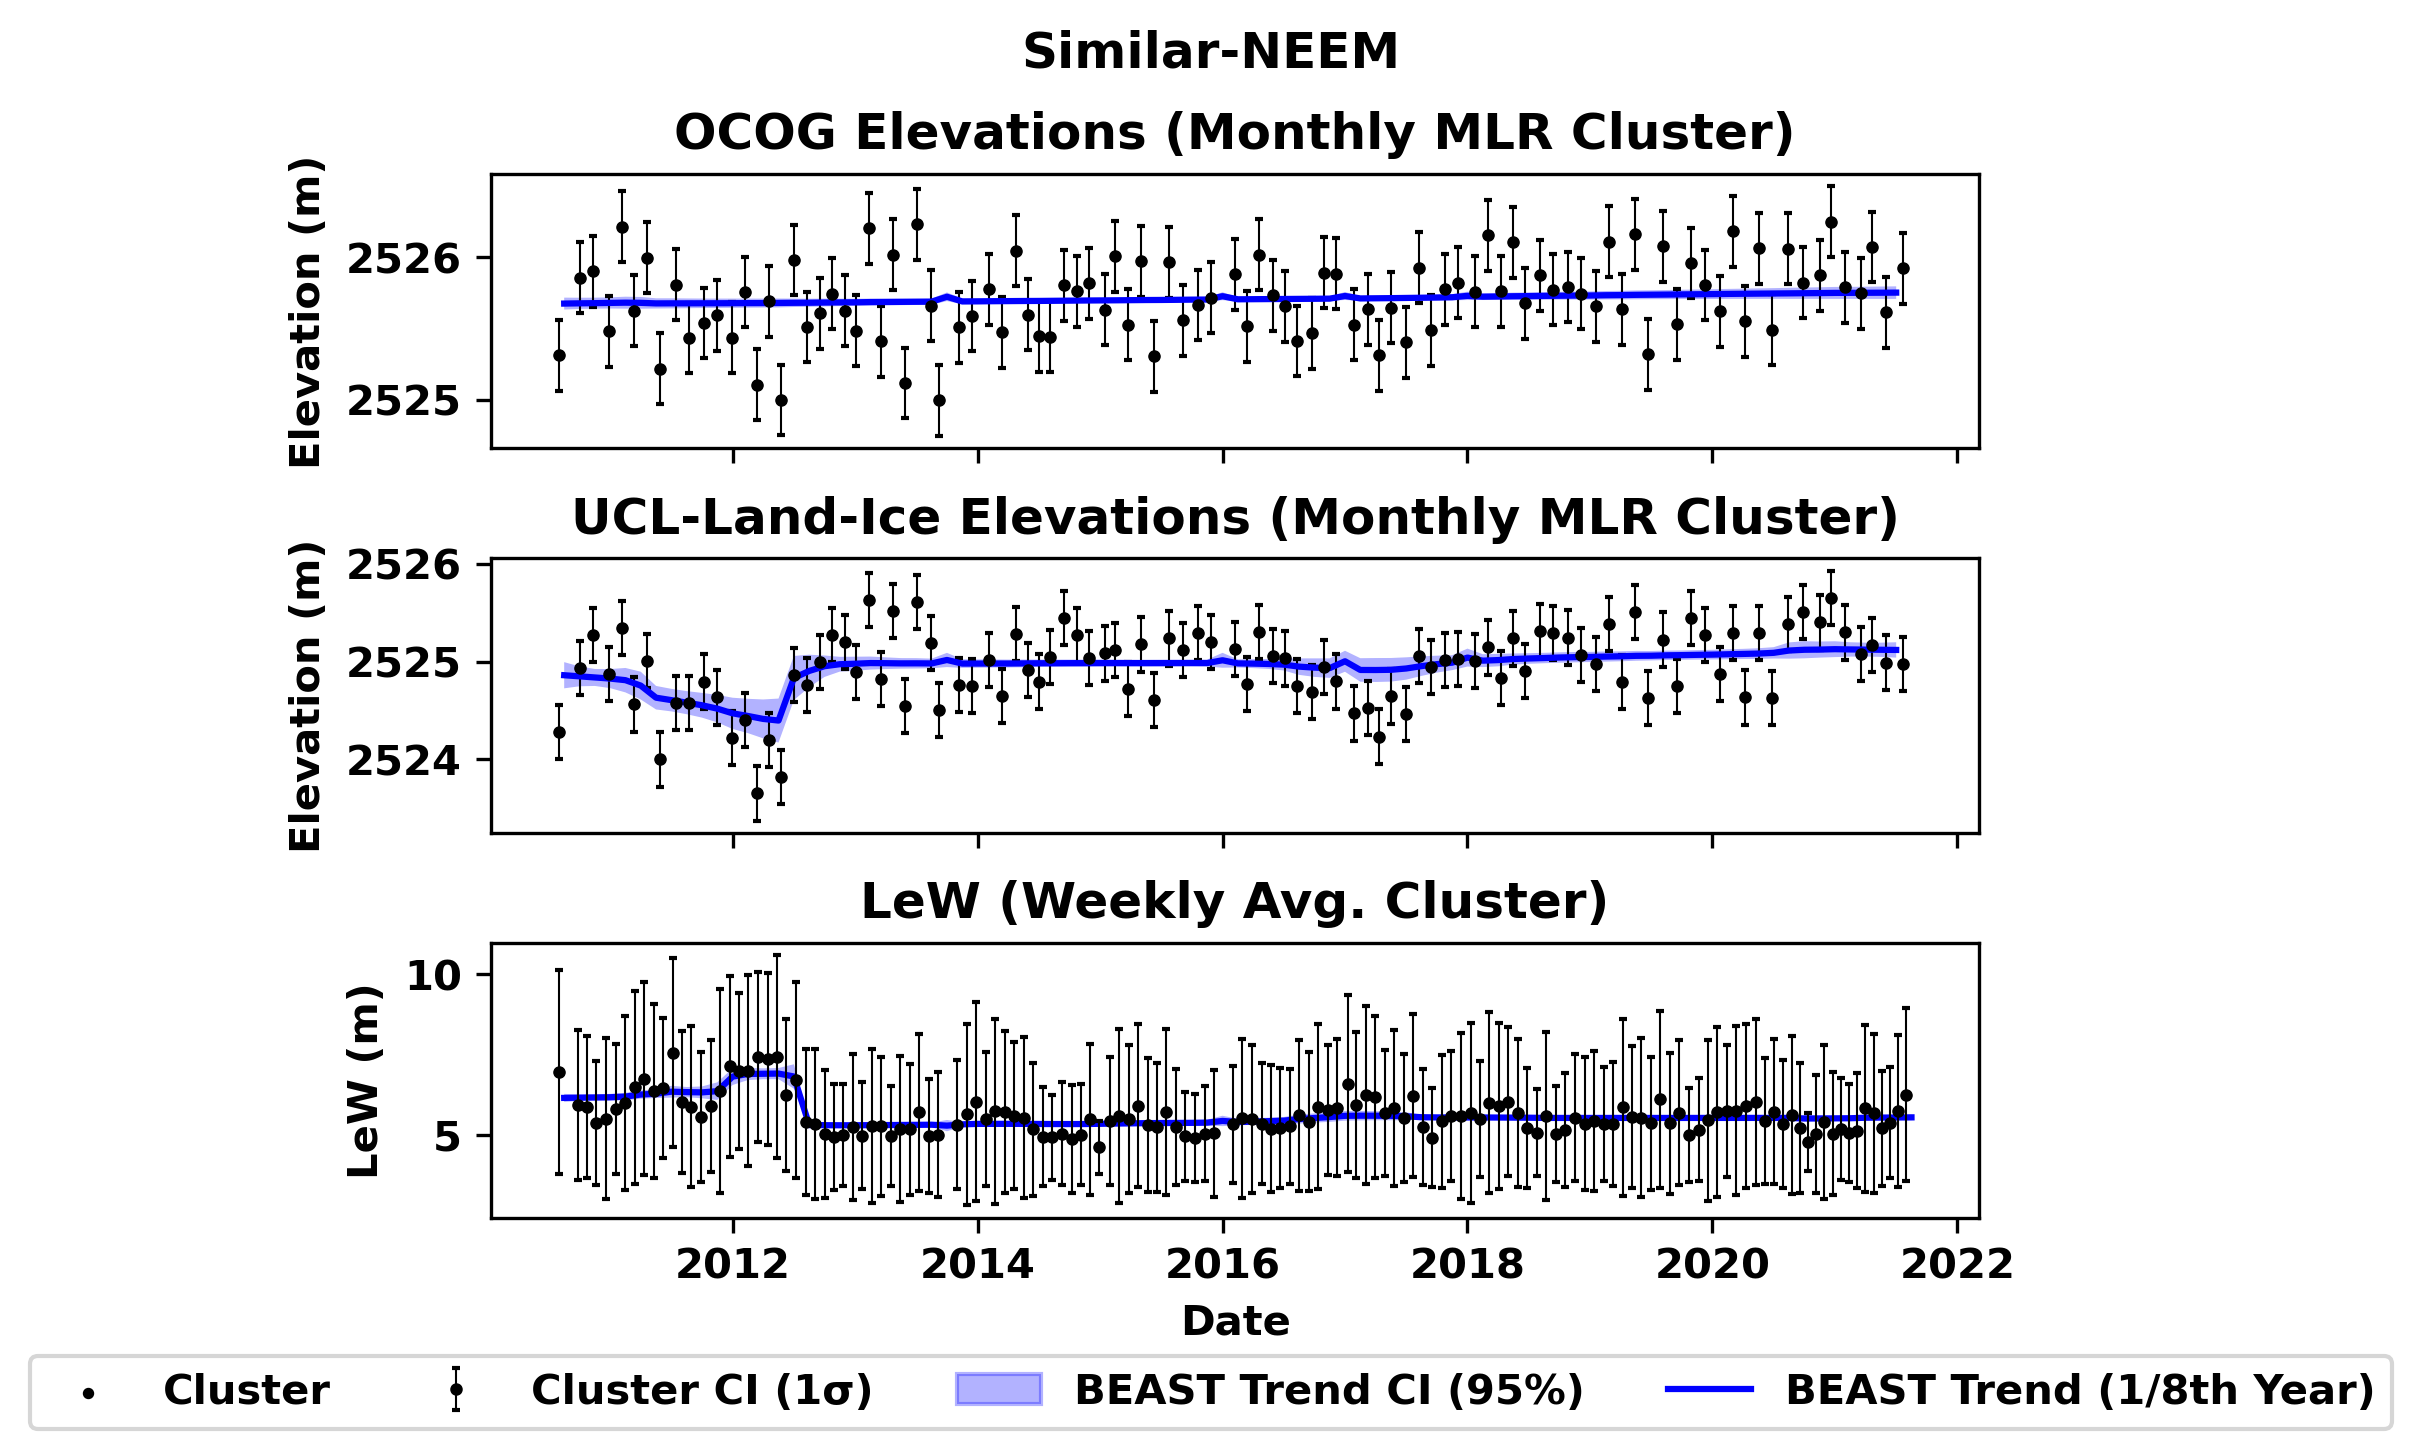 Similar-NEEM
OCOG Elevations (Monthly MLR Cluster)
Elevation (m)
2526
2525
UCL-Land-Ice Elevations (Monthly MLR Cluster)
Elevation (m)
2526
2525
2524
LeW (Weekly Avg. Cluster)
LeW (m)
10
5
2012 2014 2016 2018 2020 2022
Date
Cluster Cluster CI (1σ) BEAST Trend CI (95%) BEAST Trend (1/8th Year)